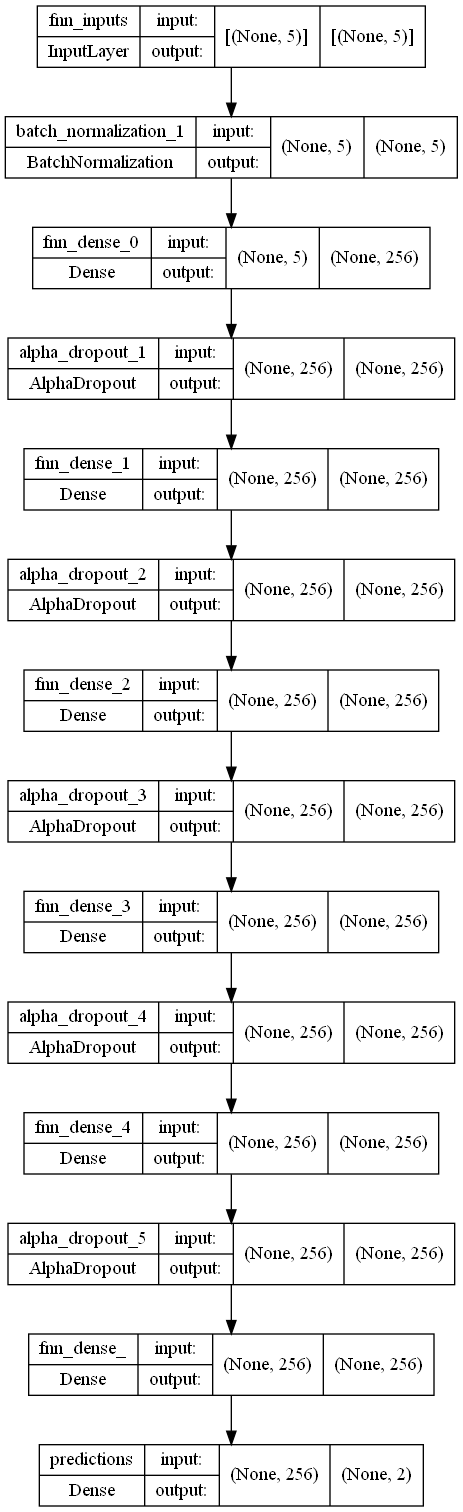 fnn_inputs input: [(None, 5)] [(None, 5)]
InputLayer output:
batch_normalization_1 input: (None, 5) (None, 5)
BatchNormalization output:
fnn_dense_0 input: (None, 5) (None, 256)
Dense output:
alpha_dropout_1 input: (None, 256) (None, 256)
AlphaDropout output:
fnn_dense_1 input: (None, 256) (None, 256)
Dense output:
alpha_dropout_2 input: (None, 256) (None, 256)
AlphaDropout output:
fnn_dense_2 input: (None, 256) (None, 256)
Dense output:
alpha_dropout_3 input: (None, 256) (None, 256)
AlphaDropout output:
fnn_dense_3 input: (None, 256) (None, 256)
Dense output:
alpha_dropout_4 input: (None, 256) (None, 256)
AlphaDropout output:
fnn_dense_4 input: (None, 256) (None, 256)
Dense output:
alpha_dropout_5 input: (None, 256) (None, 256)
AlphaDropout output:
fnn_dense_ input: (None, 256) (None, 256)
Dense output:
predictions input: (None, 256) (None, 2)
Dense output: